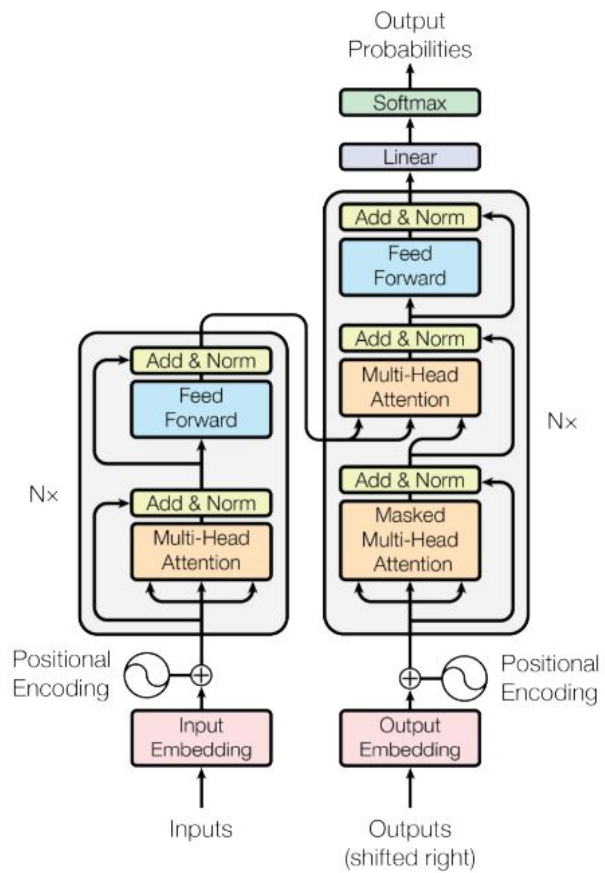 Output
Probabilities
Softmax
Linear
Add & Norm
Feed
Forward
Add & Norm
Multi-Head
Attention
Add & Norm
Masked
Multi-Head
Attention
N×
Add & Norm
Feed
Forward
Add & Norm
Multi-Head
Attention
N×
Positional
Encoding
Positional
Encoding
Input
Embedding
Output
Embedding
Inputs
Outputs
(shifted right)